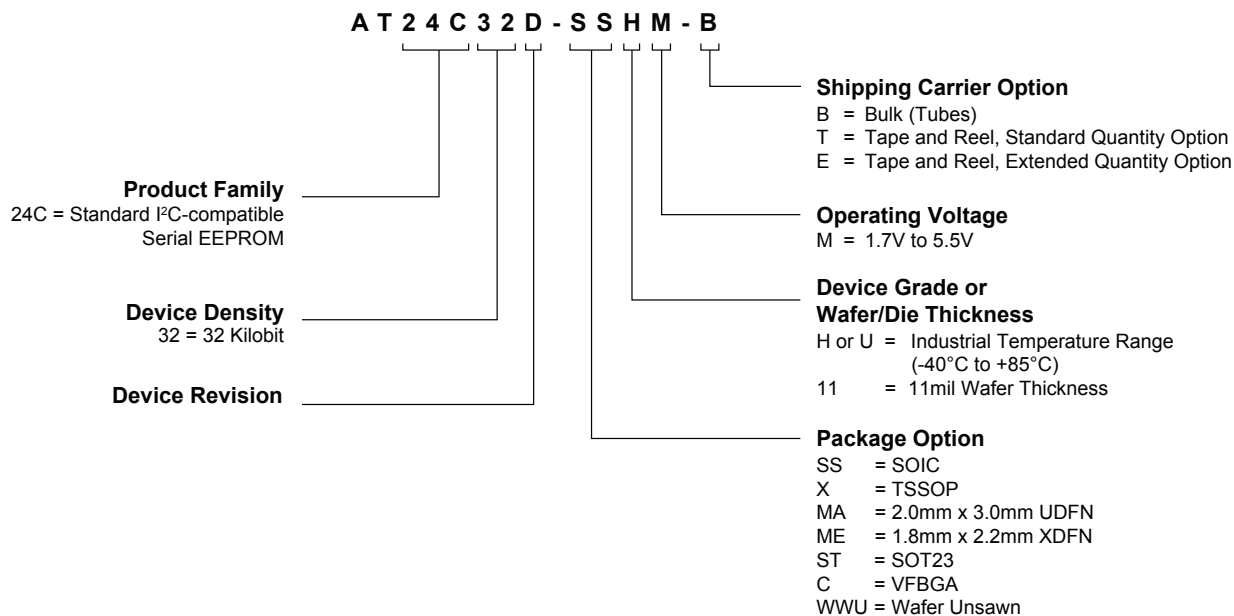 AT24C32D-SSHM-B
Shipping Carrier Option
B = Bulk (Tubes)
T = Tape and Reel, Standard Quantity Option
E = Tape and Reel, Extended Quantity Option
Product Family
24C = Standard I²C-compatible
Serial EEPROM
Operating Voltage
M = 1.7V to 5.5V
Device Density
32 = 32 Kilobit
Device Grade or
Wafer/Die Thickness
H or U = Industrial Temperature Range
(-40°C to +85°C)
11 = 11mil Wafer Thickness
Device Revision
Package Option
SS = SOIC
X = TSSOP
MA = 2.0mm x 3.0mm UDFN
ME = 1.8mm x 2.2mm XDFN
ST = SOT23
C = VFBGA
WWU = Wafer Unsawn